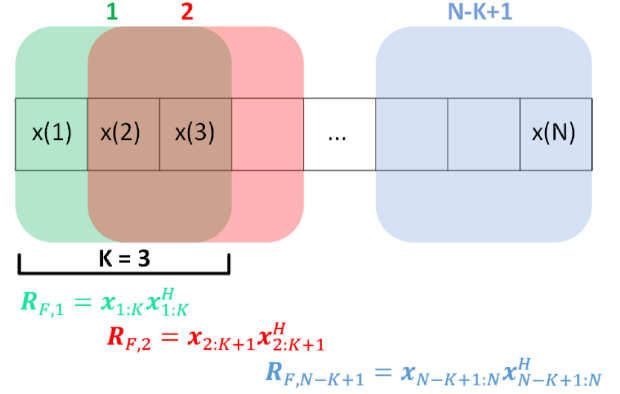 1 2 N-K+1
x(1) x(2) x(3) ... x(N)
K = 3
R_{F,1} = x_{1:K}x_{1:K}^{H}
R_{F,2} = x_{2:K+1}x_{2:K+1}^{H}
R_{F,N-K+1} = x_{N-K+1:N}x_{N-K+1:N}^{H}